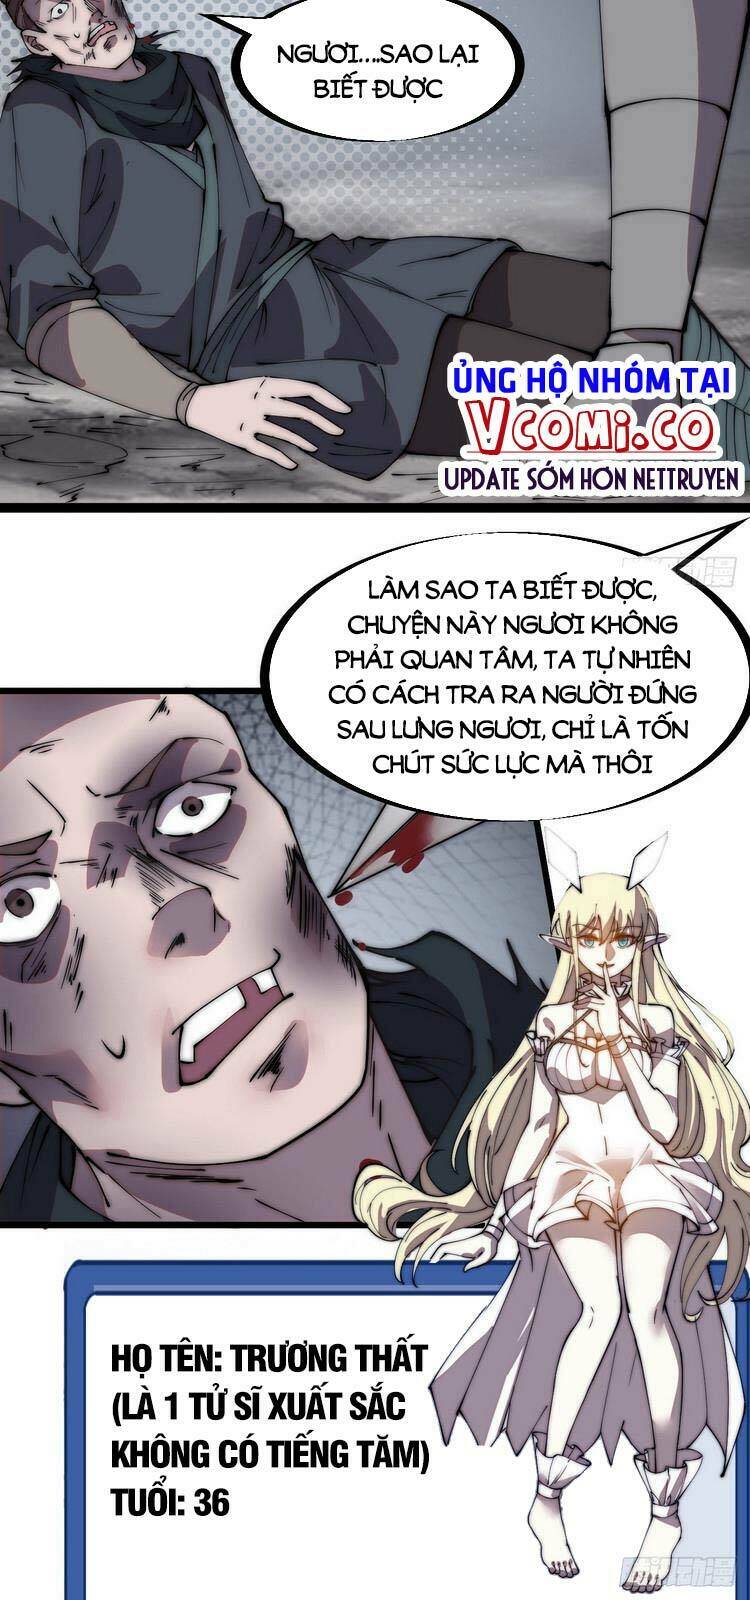 NGƯƠI....SAO LẠI
BIẾT ĐƯỢC
ỦNG HỘ NHÓM TẠI
VCOMI.CO
UPDATE SỚM HƠN NETTRUYEN
LÀM SAO TA BIẾT ĐƯỢC,
CHUYỆN NÀY NGƯƠI KHÔNG
PHẢI QUAN TÂM, TA TỰ NHIÊN
CÓ CÁCH TRA RA NGƯỜI ĐỨNG
SAU LƯNG NGƯƠI, CHỈ LÀ TỐN
CHÚT SỨC LỰC MÀ THÔI
HỌ TÊN: TRƯƠNG THẤT
(LÀ 1 TỬ SĨ XUẤT SẮC
KHÔNG CÓ TIẾNG TĂM)
TUỔI: 36